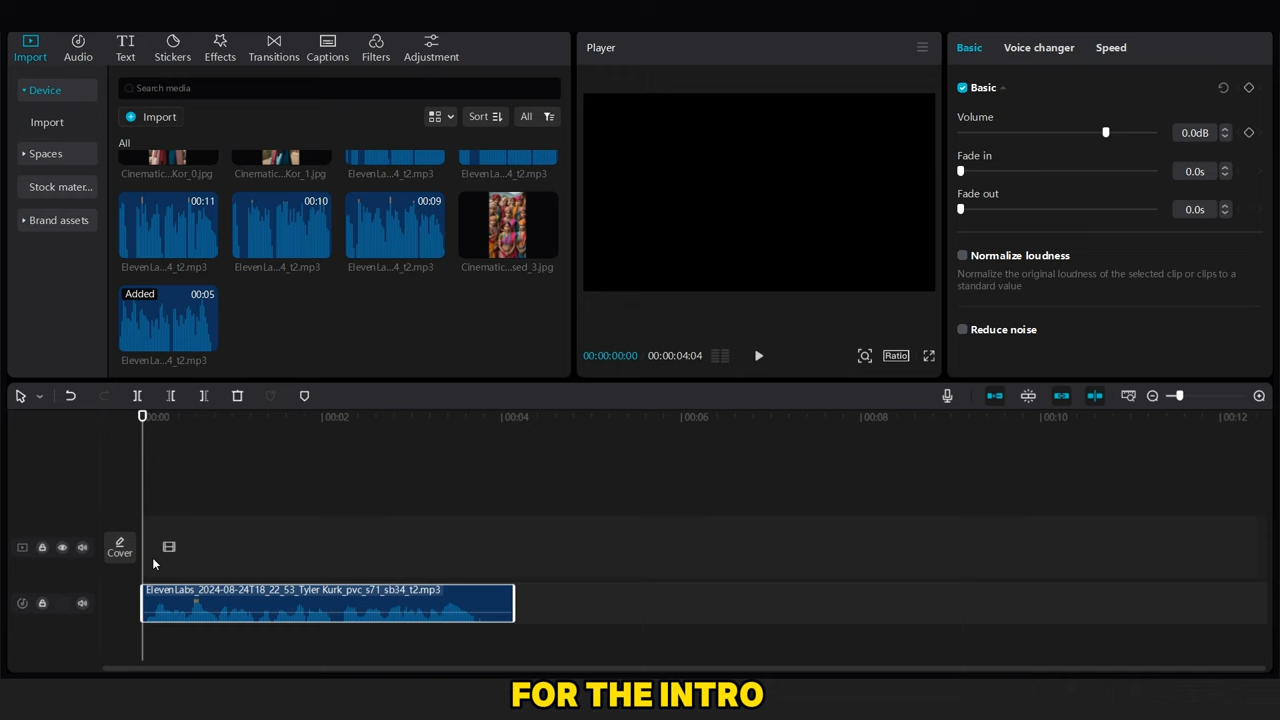 Import
Audio
Text
Stickers
Effects
Transitions
Captions
Filters
Adjustment
Device
Import
Spaces
Stock mater...
Brand assets
Search media
Import
Sort
All
All
Cinematic...Kor_0.jpg
Cinematic...Kor_1.jpg
ElevenLa...4_t2.mp3
ElevenLa...4_t2.mp3
00:11
00:10
00:09
ElevenLa...4_t2.mp3
ElevenLa...4_t2.mp3
ElevenLa...4_t2.mp3
Cinematic...sed_3.jpg
Added
00:05
ElevenLa...4_t2.mp3
Player
00:00:00:00
00:00:04:04
Ratio
Basic
Voice changer
Speed
Basic
Volume
0.0dB
Fade in
0.0s
Fade out
0.0s
Normalize loudness
Normalize the original loudness of the selected clip or clips to a
standard value
Reduce noise
00:00
00:02
00:04
00:06
00:08
00:10
00:12
Cover
ElevenLabs_2024-08-24T18_22_53_Tyler Kurk_pvc_s71_sb34_t2.mp3
FOR THE INTRO